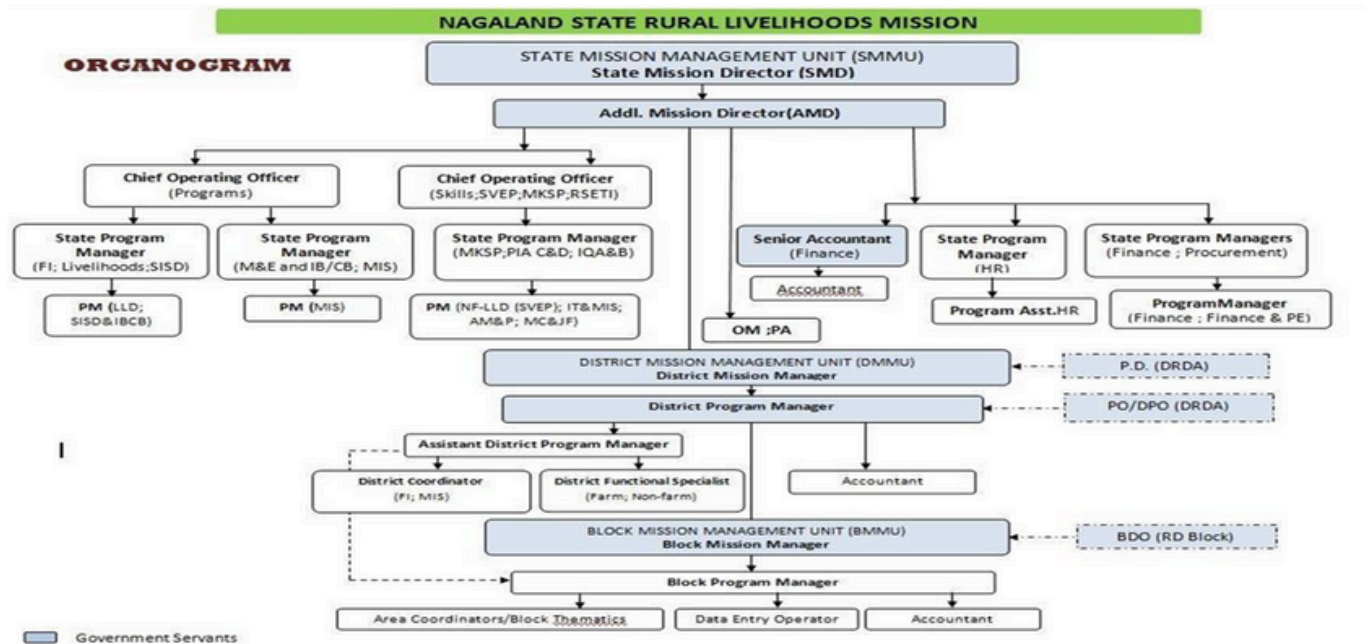 NAGALAND STATE RURAL LIVELIHOODS MISSION
ORGANOGRAM
STATE MISSION MANAGEMENT UNIT (SMMU)
State Mission Director (SMD)
Addl. Mission Director(AMD)
Chief Operating Officer
(Programs)
Chief Operating Officer
(Skills;SVEP;MKSP;RSETI)
State Program
Manager
(FI; Livelihoods;SISD)
State Program
Manager
(M&E and IB/CB; MIS)
State Program Manager
(MKSP;PIA C&D; IQA&B)
Senior Accountant
(Finance)
State Program
Manager
(HR)
State Program Managers
(Finance ; Procurement)
PM (LLD;
SISD&IBCB)
PM (MIS)
PM (NF-LLD (SVEP); IT&MIS;
AM&P; MC&JF)
Accountant
OM ;PA
Program Asst.HR
ProgramManager
(Finance ; Finance & PE)
DISTRICT MISSION MANAGEMENT UNIT (DMMU)
District Mission Manager
P.D. (DRDA)
District Program Manager
PO/DPO (DRDA)
Assistant District Program Manager
District Coordinator
(FI; MIS)
District Functional Specialist
(Farm; Non-farm)
Accountant
BLOCK MISSION MANAGEMENT UNIT (BMMU)
Block Mission Manager
BDO (RD Block)
Block Program Manager
Area Coordinators/Block Thematics
Data Entry Operator
Accountant
Government Servants